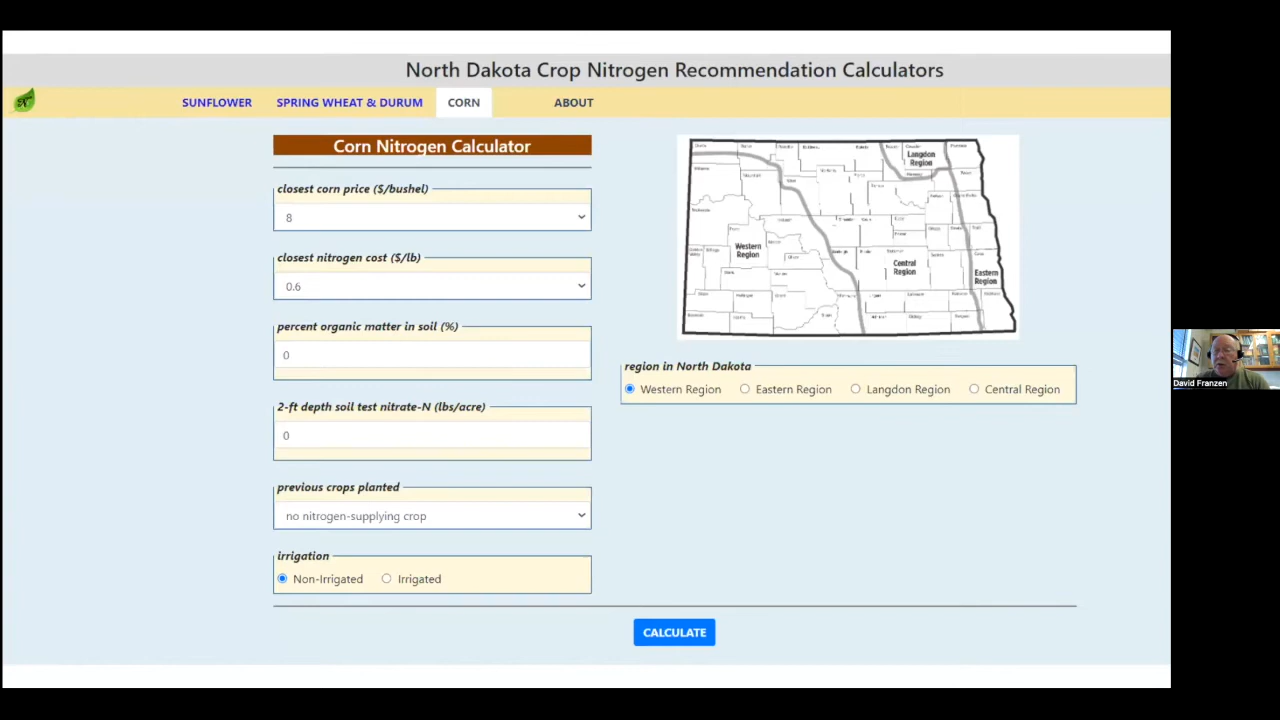 North Dakota Crop Nitrogen Recommendation Calculators
SUNFLOWER
SPRING WHEAT & DURUM
CORN
ABOUT
Corn Nitrogen Calculator
closest corn price ($/bushel)
8
closest nitrogen cost ($/lb)
0.6
percent organic matter in soil (%)
0
2-ft depth soil test nitrate-N (lbs/acre)
0
previous crops planted
no nitrogen-supplying crop
irrigation
Non-Irrigated
Irrigated
Langdon
Region
Western
Region
Central
Region
Eastern
Region
region in North Dakota
Western Region
Eastern Region
Langdon Region
Central Region
CALCULATE
David Franzen